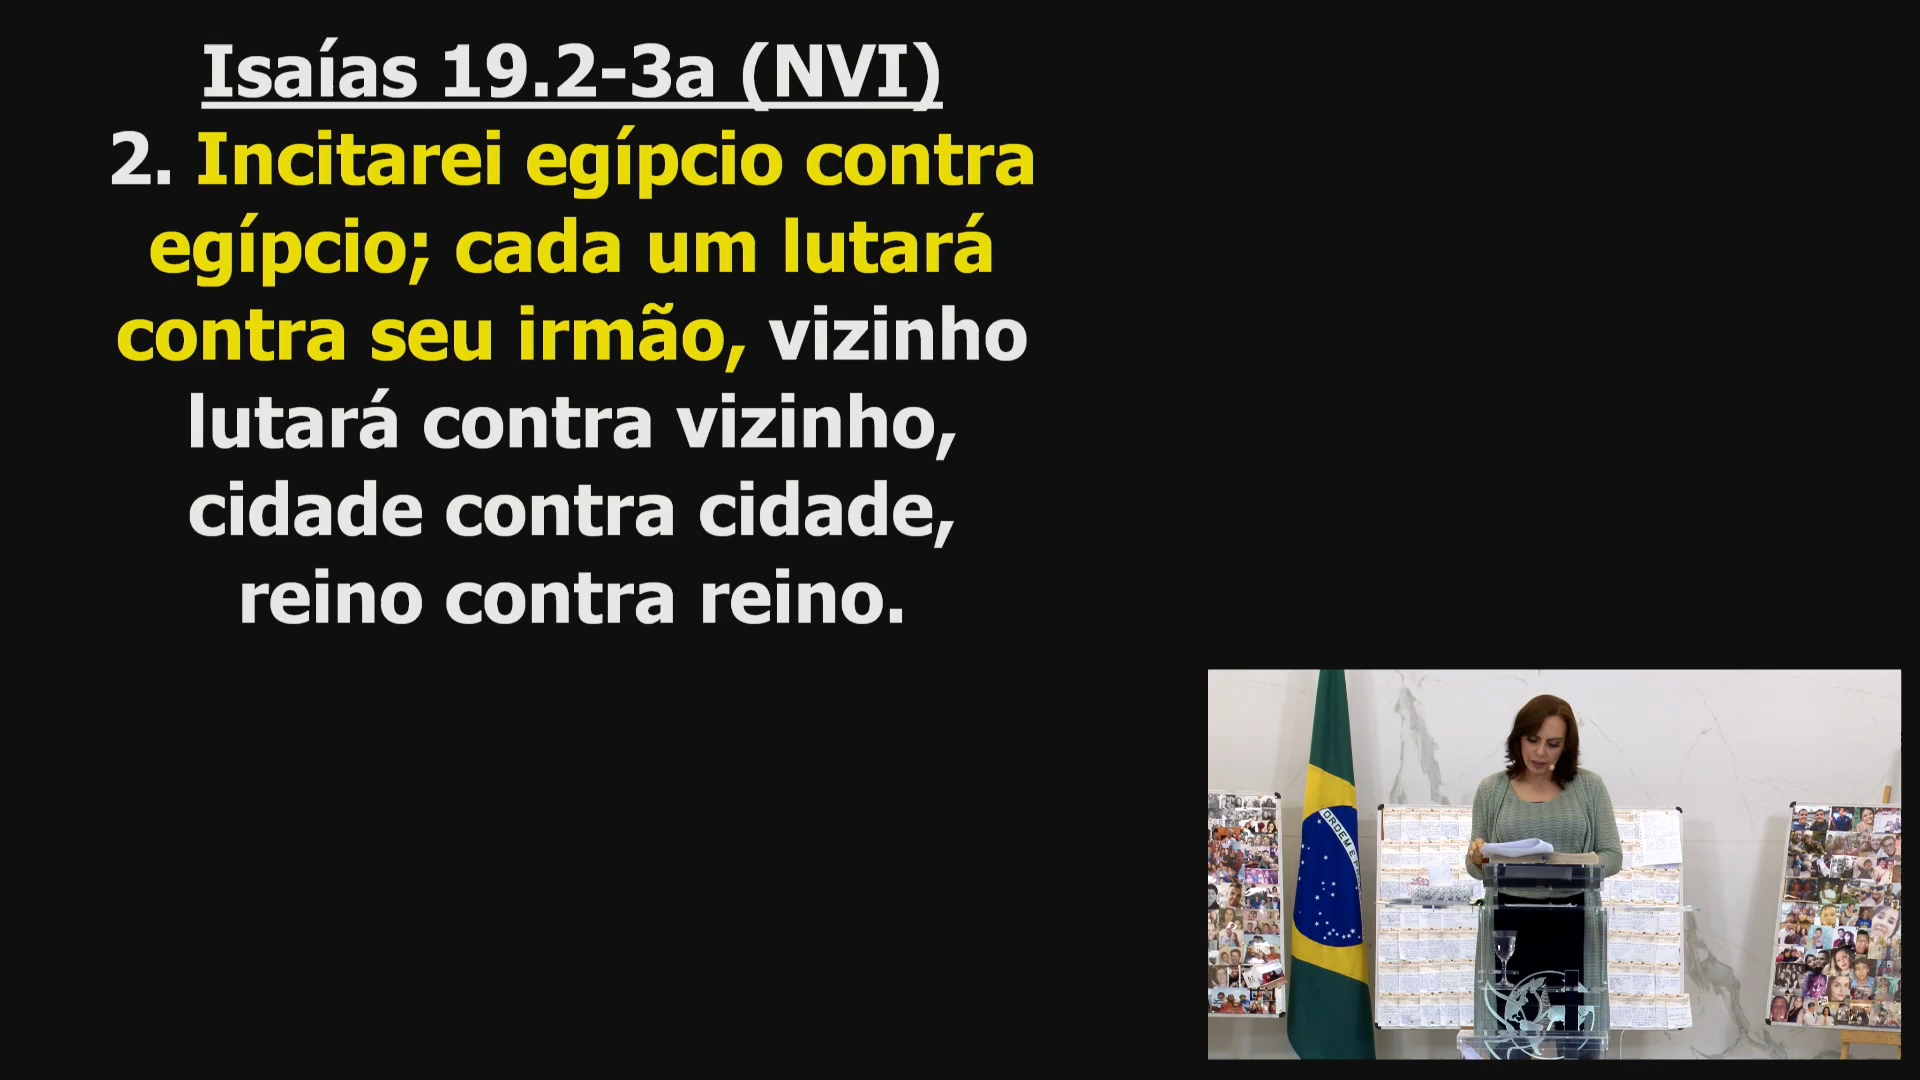 Isaías 19.2-3a (NVI)
2. Incitarei egípcio contra
egípcio; cada um lutará
contra seu irmão, vizinho
lutará contra vizinho,
cidade contra cidade,
reino contra reino.
ORDEM E